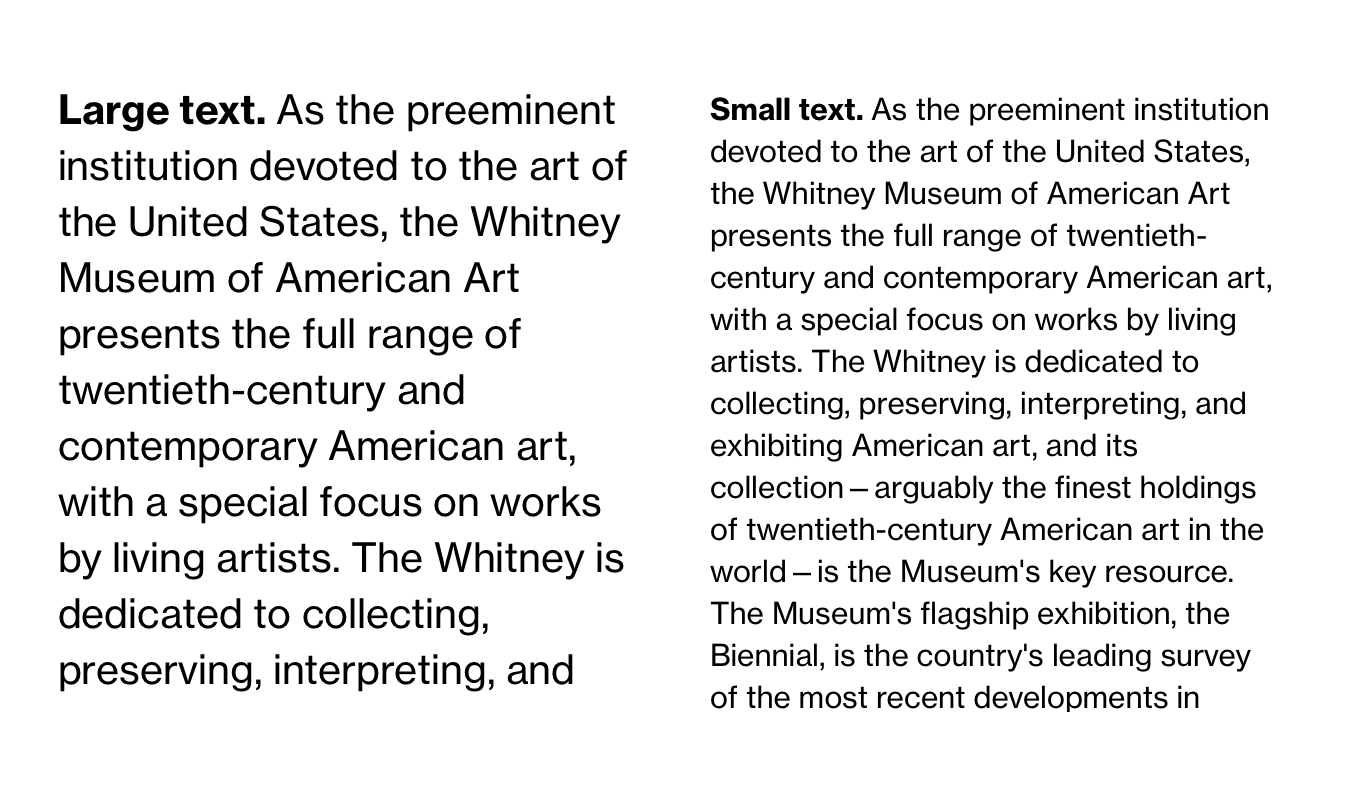 Large text. As the preeminent
institution devoted to the art of
the United States, the Whitney
Museum of American Art
presents the full range of
twentieth-century and
contemporary American art,
with a special focus on works
by living artists. The Whitney is
dedicated to collecting,
preserving, interpreting, and
Small text. As the preeminent institution
devoted to the art of the United States,
the Whitney Museum of American Art
presents the full range of twentieth-
century and contemporary American art,
with a special focus on works by living
artists. The Whitney is dedicated to
collecting, preserving, interpreting, and
exhibiting American art, and its
collection — arguably the finest holdings
of twentieth-century American art in the
world — is the Museum's key resource.
The Museum's flagship exhibition, the
Biennial, is the country's leading survey
of the most recent developments in